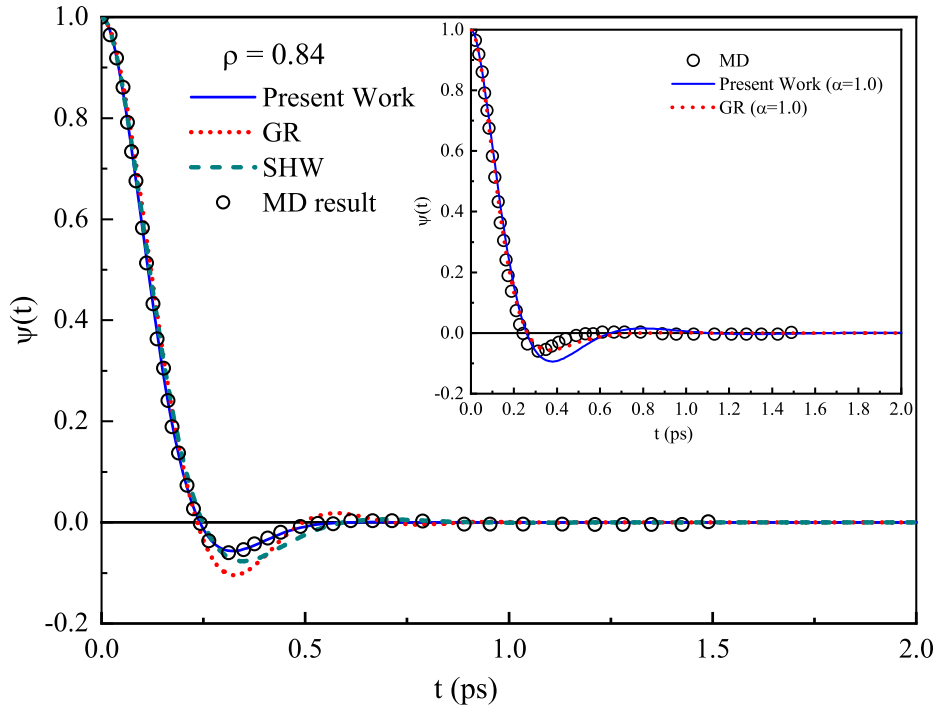 ρ = 0.84
Present Work
GR
SHW
MD result
ψ(t)
1.0
0.8
0.6
0.4
0.2
0.0
-0.2
0.0
0.5
1.0
1.5
2.0
t (ps)
MD
Present Work (α=1.0)
GR (α=1.0)
ψ(t)
1.0
0.8
0.6
0.4
0.2
0.0
-0.2
0.0 0.2 0.4 0.6 0.8 1.0 1.2 1.4 1.6 1.8 2.0
t (ps)